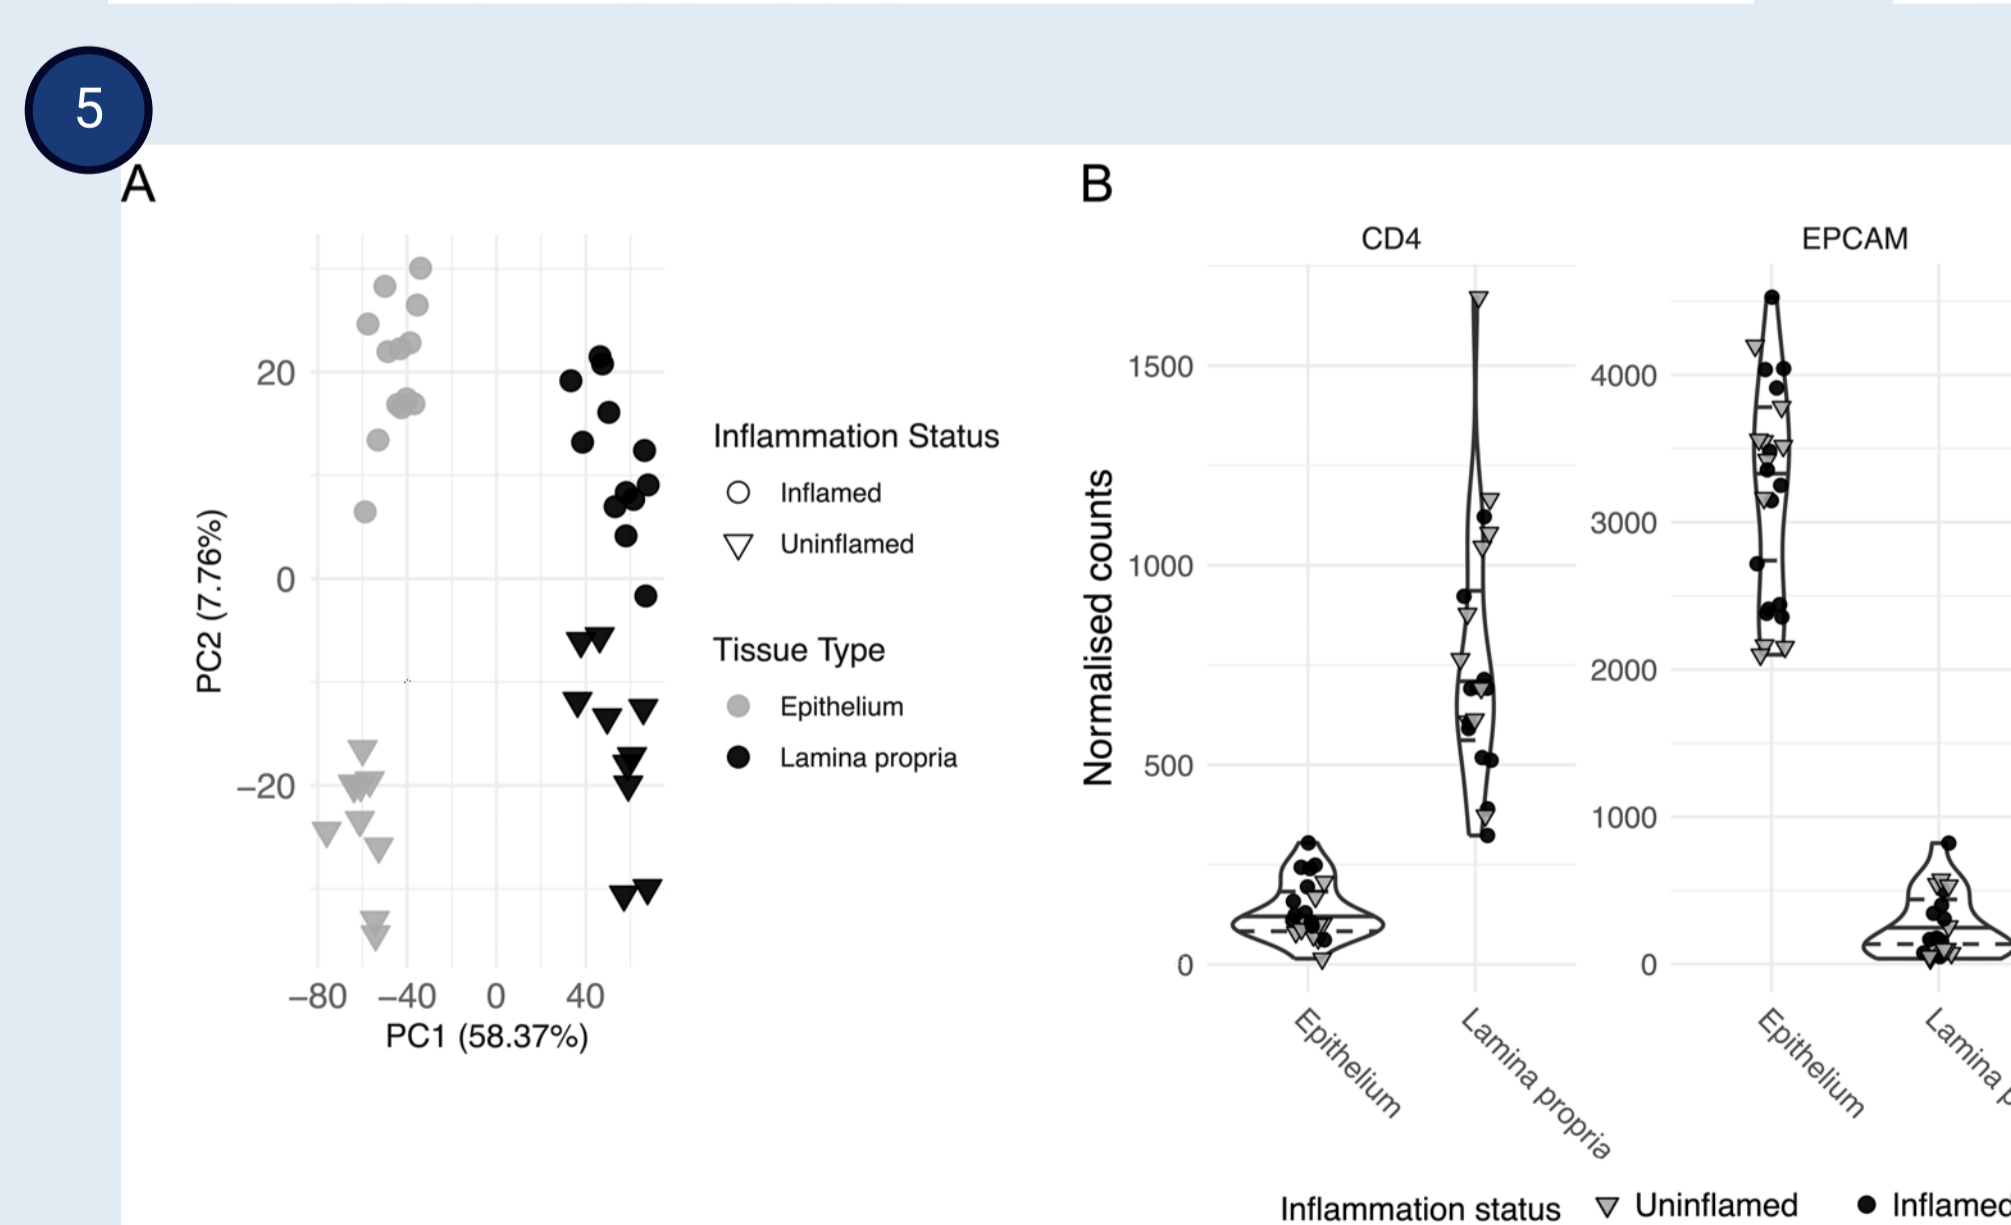 5
A
20
0
−20
PC2 (7.76%)
−80 −40 0 40
PC1 (58.37%)
Inflammation Status
Inflamed
Uninflamed
Tissue Type
Epithelium
Lamina propria
B
CD4
Normalised counts
1500
1000
500
0
Epithelium
Lamina propria
EPCAM
4000
3000
2000
1000
0
Epithelium
Lamina p
Inflammation status Uninflamed Inflamed